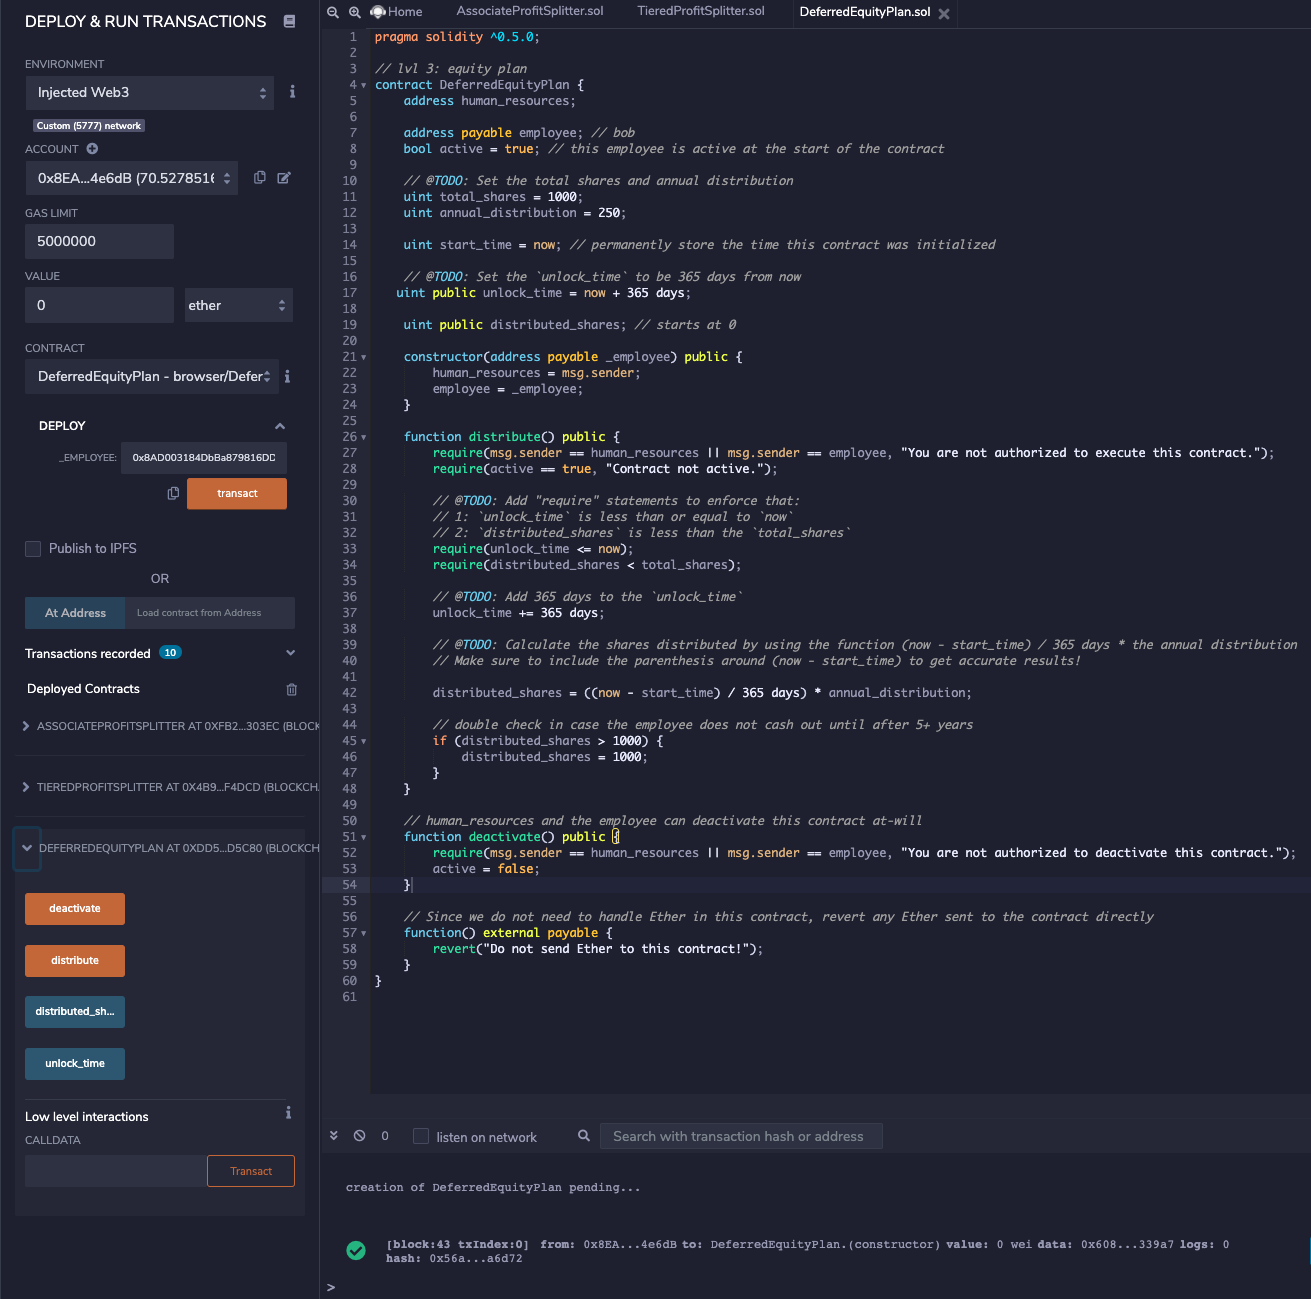 DEPLOY & RUN TRANSACTIONS
ENVIRONMENT
Injected Web3
Custom (5777) network
ACCOUNT
0x8EA...4e6dB (70.5278516
GAS LIMIT
5000000
VALUE
0
ether
CONTRACT
DeferredEquityPlan - browser/Defer
DEPLOY
_EMPLOYEE:
0x8AD003184DbBa879816DD
transact
Publish to IPFS
OR
At Address
Load contract from Address
Transactions recorded 10
Deployed Contracts
ASSOCIATEPROFITSPLITTER AT 0XFB2...303EC (BLOCK
TIEREDPROFITSPLITTER AT 0X4B9...F4DCD (BLOCKCH
DEFERREDEQUITYPLAN AT 0XDD5...D5C80 (BLOCKCH
deactivate
distribute
distributed_sh...
unlock_time
Low level interactions
CALLDATA
Transact
Home AssociateProfitSplitter.sol TieredProfitSplitter.sol DeferredEquityPlan.sol
1 pragma solidity ^0.5.0;
2
3 // lvl 3: equity plan
4 contract DeferredEquityPlan {
5 address human_resources;
6
7 address payable employee; // bob
8 bool active = true; // this employee is active at the start of the contract
9
10 // @TODO: Set the total shares and annual distribution
11 uint total_shares = 1000;
12 uint annual_distribution = 250;
13
14 uint start_time = now; // permanently store the time this contract was initialized
15
16 // @TODO: Set the `unlock_time` to be 365 days from now
17 uint public unlock_time = now + 365 days;
18
19 uint public distributed_shares; // starts at 0
20
21 constructor(address payable _employee) public {
22 human_resources = msg.sender;
23 employee = _employee;
24 }
25
26 function distribute() public {
27 require(msg.sender == human_resources || msg.sender == employee, "You are not authorized to execute this contract.");
28 require(active == true, "Contract not active.");
29
30 // @TODO: Add "require" statements to enforce that:
31 // 1: `unlock_time` is less than or equal to `now`
32 // 2: `distributed_shares` is less than the `total_shares`
33 require(unlock_time <= now);
34 require(distributed_shares < total_shares);
35
36 // @TODO: Add 365 days to the `unlock_time`
37 unlock_time += 365 days;
38
39 // @TODO: Calculate the shares distributed by using the function (now - start_time) / 365 days * the annual distribution
40 // Make sure to include the parenthesis around (now - start_time) to get accurate results!
41
42 distributed_shares = ((now - start_time) / 365 days) * annual_distribution;
43
44 // double check in case the employee does not cash out until after 5+ years
45 if (distributed_shares > 1000) {
46 distributed_shares = 1000;
47 }
48 }
49
50 // human_resources and the employee can deactivate this contract at-will
51 function deactivate() public {
52 require(msg.sender == human_resources || msg.sender == employee, "You are not authorized to deactivate this contract.");
53 active = false;
54 }
55
56 // Since we do not need to handle Ether in this contract, revert any Ether sent to the contract directly
57 function() external payable {
58 revert("Do not send Ether to this contract!");
59 }
60 }
61
0 listen on network Search with transaction hash or address
creation of DeferredEquityPlan pending...
[block:43 txIndex:0] from: 0x8EA...4e6dB to: DeferredEquityPlan.(constructor) value: 0 wei data: 0x608...339a7 logs: 0
hash: 0x56a...a6d72
>